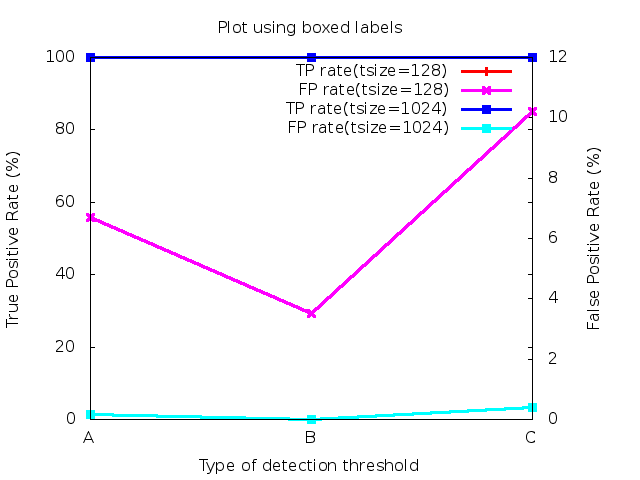 Plot using boxed labels
100
80
60
40
20
0
True Positive Rate (%)
TP rate(tsize=128)
FP rate(tsize=128)
TP rate(tsize=1024)
FP rate(tsize=1024)
12
10
8
6
4
2
0
False Positive Rate (%)
A B C
Type of detection threshold